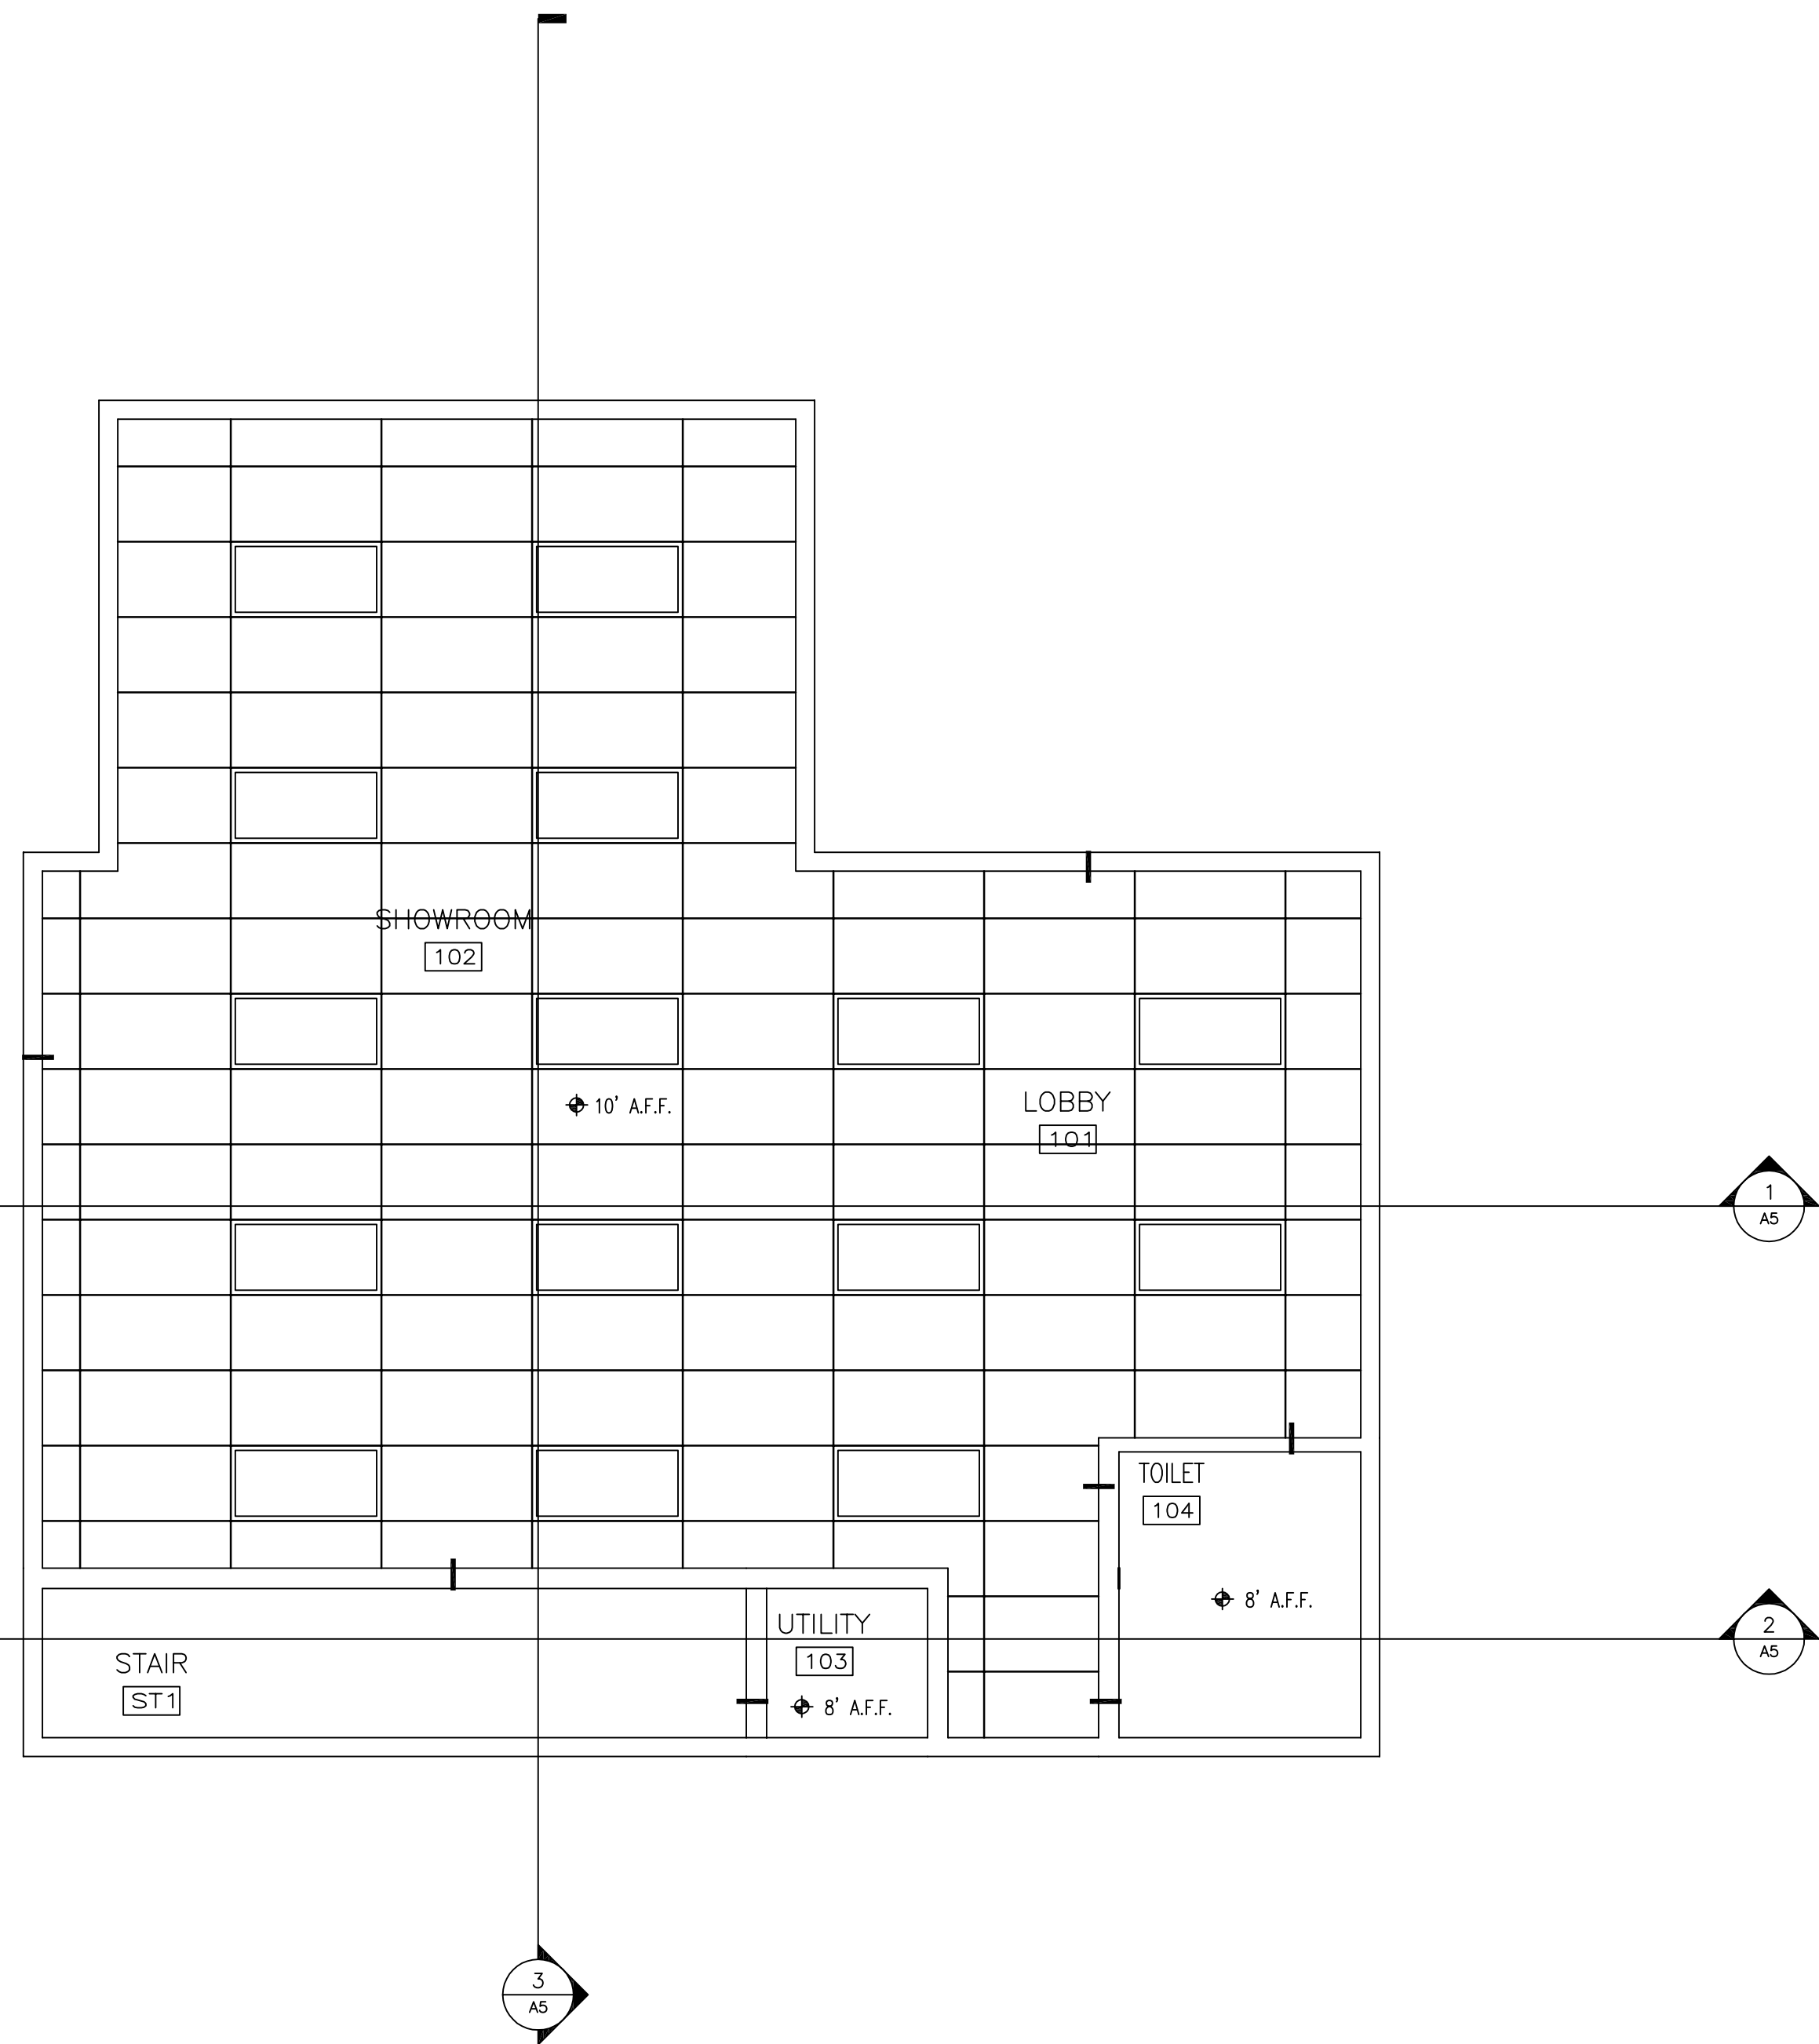 SHOWROOM
102
10' A.F.F.
LOBBY
101
1
A5
TOILET
104
8' A.F.F.
UTILITY
103
8' A.F.F.
2
A5
STAIR
ST1
3
A5